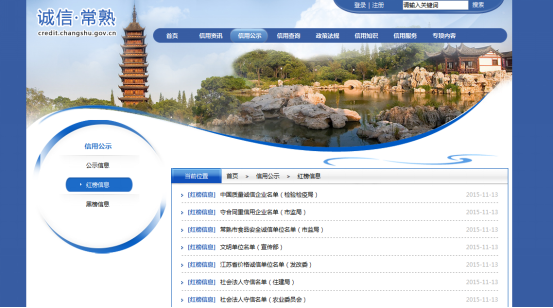 登录 | 注册 请输入关键词 搜索
诚信·常熟
credit.changshu.gov.cn
首页 信用资讯 信用公示 信用查询 政策法规 信用知识 信用服务 专项内容
信用公示
公示信息
红榜信息
黑榜信息
当前位置 首页 > 信用公示 > 红榜信息
[红榜信息] 中国质量诚信企业名单（检验检疫局） 2015-11-13
[红榜信息] 守合同重信用企业名单（市监局） 2015-11-13
[红榜信息] 常熟市食品安全诚信单位名单（市监局） 2015-11-13
[红榜信息] 文明单位名单（宣传部） 2015-11-13
[红榜信息] 江苏省价格诚信单位名单（发改委） 2015-11-13
[红榜信息] 社会法人守信名单（住建局） 2015-11-13
[红榜信息] 社会法人守信名单（农业委员会） 2015-11-13